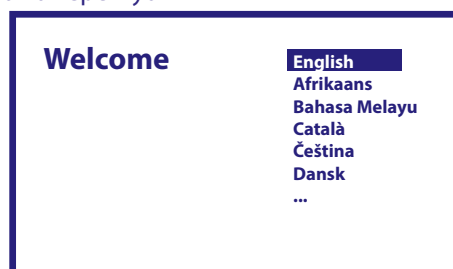 Welcome
English
Afrikaans
Bahasa Melayu
Català
Čeština
Dansk
...